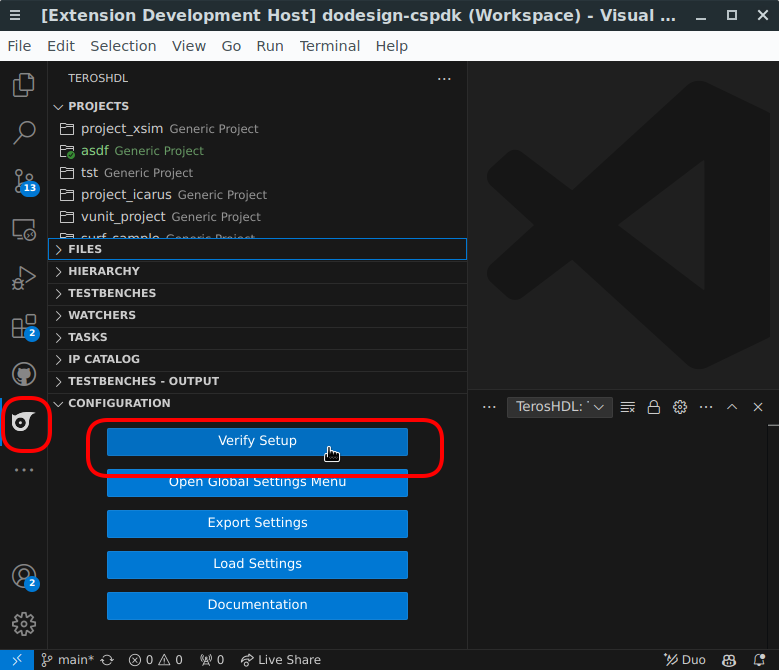 [Extension Development Host] dodesign-cspdk (Workspace) - Visual ...
File Edit Selection View Go Run Terminal Help
TEROSHDL
PROJECTS
project_xsim Generic Project
asdf Generic Project
tst Generic Project
project_icarus Generic Project
vunit_project Generic Project
surf_sample Generic Project
FILES
HIERARCHY
TESTBENCHES
WATCHERS
TASKS
IP CATALOG
TESTBENCHES - OUTPUT
CONFIGURATION
Verify Setup
Open Global Settings Menu
Export Settings
Load Settings
Documentation
13
2
2
TerosHDL:
main* 0 0 0 Live Share Duo